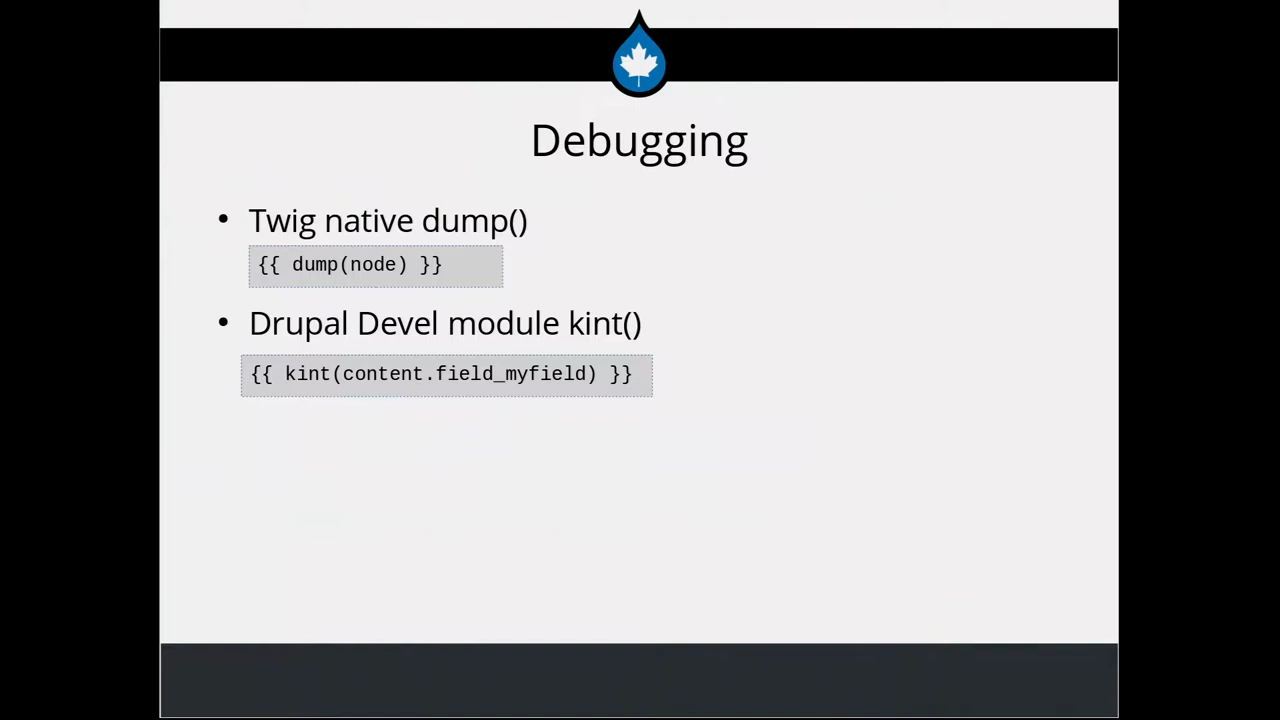 Debugging
• Twig native dump()
{{ dump(node) }}
• Drupal Devel module kint()
{{ kint(content.field_myfield) }}